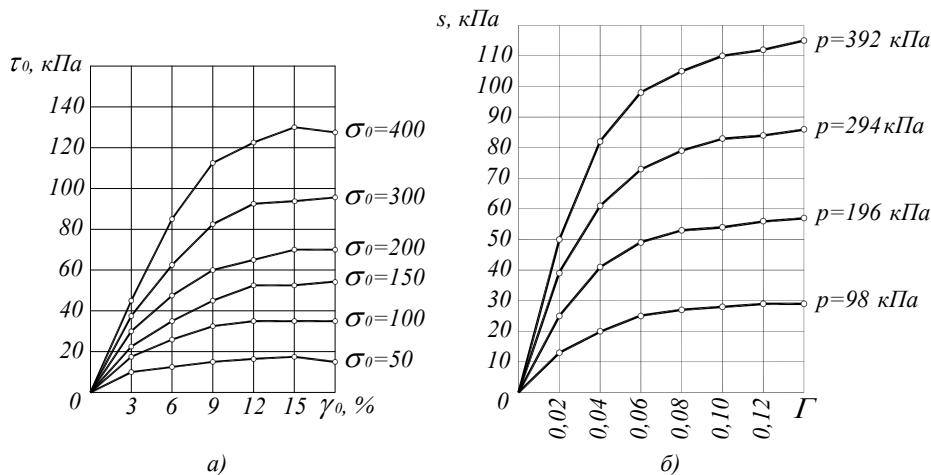 τ₀, кПа
140
120
100
80
60
40
20
0
3 6 9 12 15 γ₀, %
σ₀=400
σ₀=300
σ₀=200
σ₀=150
σ₀=100
σ₀=50
а)
s, кПа
110
100
90
80
70
60
50
40
30
20
10
0
0,02 0,04 0,06 0,08 0,10 0,12 Г
p=392 кПа
p=294кПа
p=196 кПа
p=98 кПа
б)